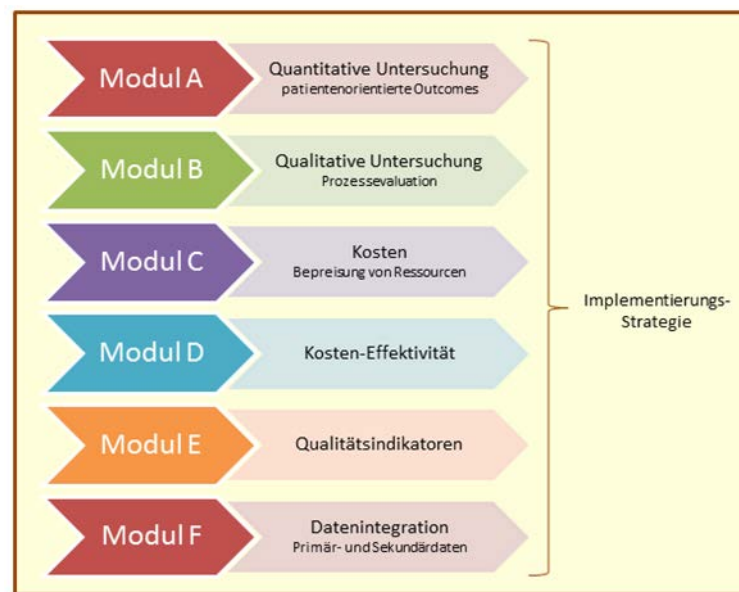 Modul A
Quantitative Untersuchung
patientenorientierte Outcomes
Modul B
Qualitative Untersuchung
Prozessevaluation
Modul C
Kosten
Bepreisung von Ressourcen
Modul D
Kosten-Effektivität
Modul E
Qualitätsindikatoren
Modul F
Datenintegration
Primär- und Sekundärdaten
Implementierungs-
Strategie